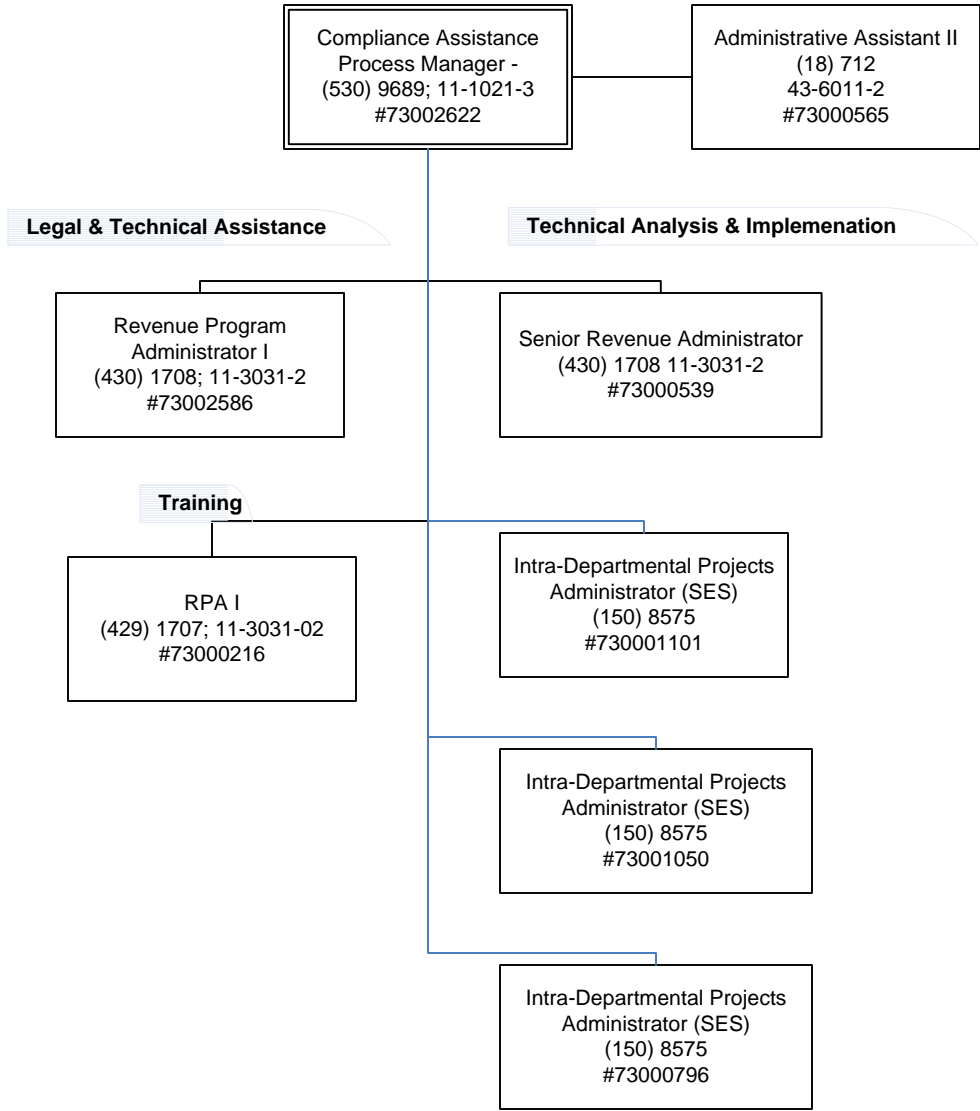 Compliance Assistance
Process Manager -
(530) 9689; 11-1021-3
#73002622
Administrative Assistant II
(18) 712
43-6011-2
#73000565
Legal & Technical Assistance
Technical Analysis & Implemenation
Revenue Program
Administrator I
(430) 1708; 11-3031-2
#73002586
Senior Revenue Administrator
(430) 1708 11-3031-2
#73000539
Training
RPA I
(429) 1707; 11-3031-02
#73000216
Intra-Departmental Projects
Administrator (SES)
(150) 8575
#730001101
Intra-Departmental Projects
Administrator (SES)
(150) 8575
#73001050
Intra-Departmental Projects
Administrator (SES)
(150) 8575
#73000796